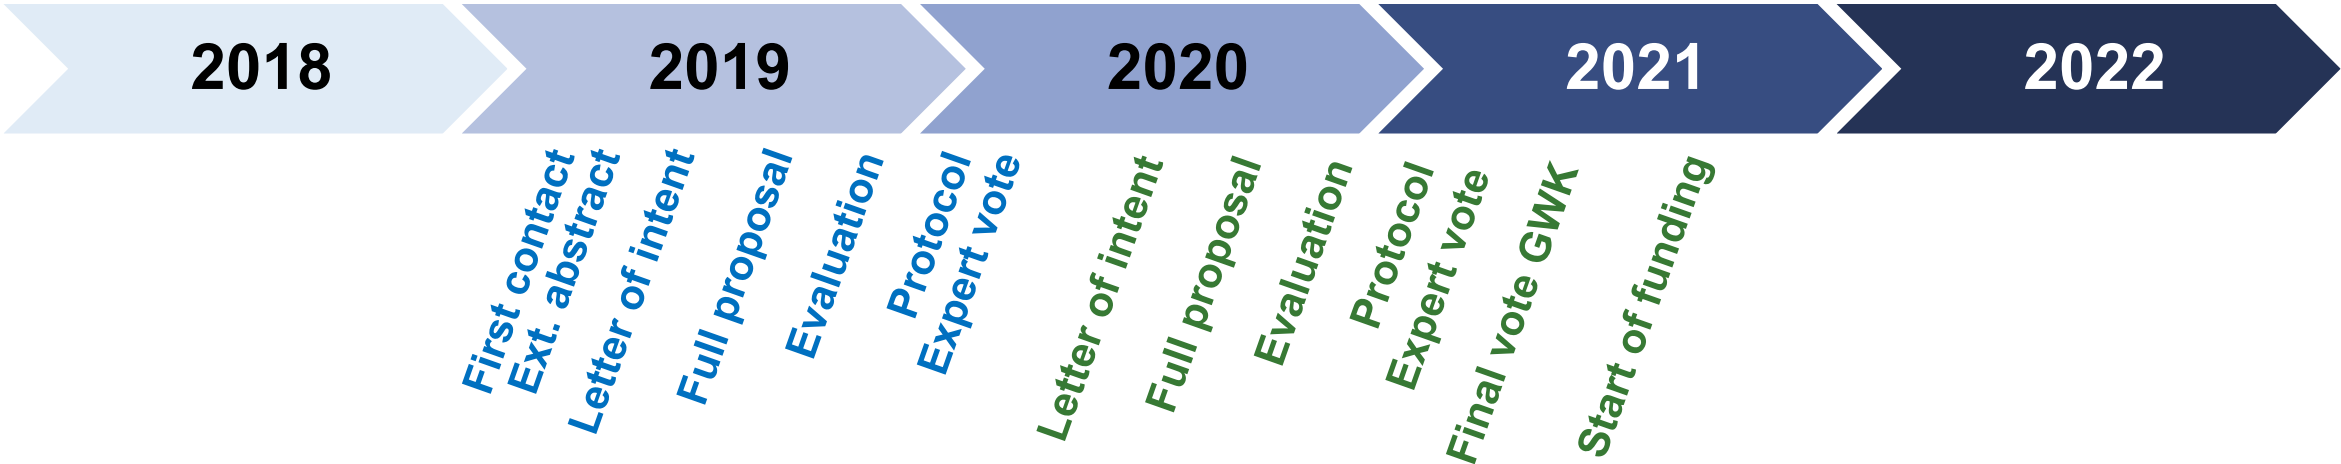 2018
2019
2020
2021
2022
First contact
Ext. abstract
Letter of intent
Full proposal
Evaluation
Protocol
Expert vote
Letter of intent
Full proposal
Evaluation
Protocol
Expert vote
Final vote GWK
Start of funding